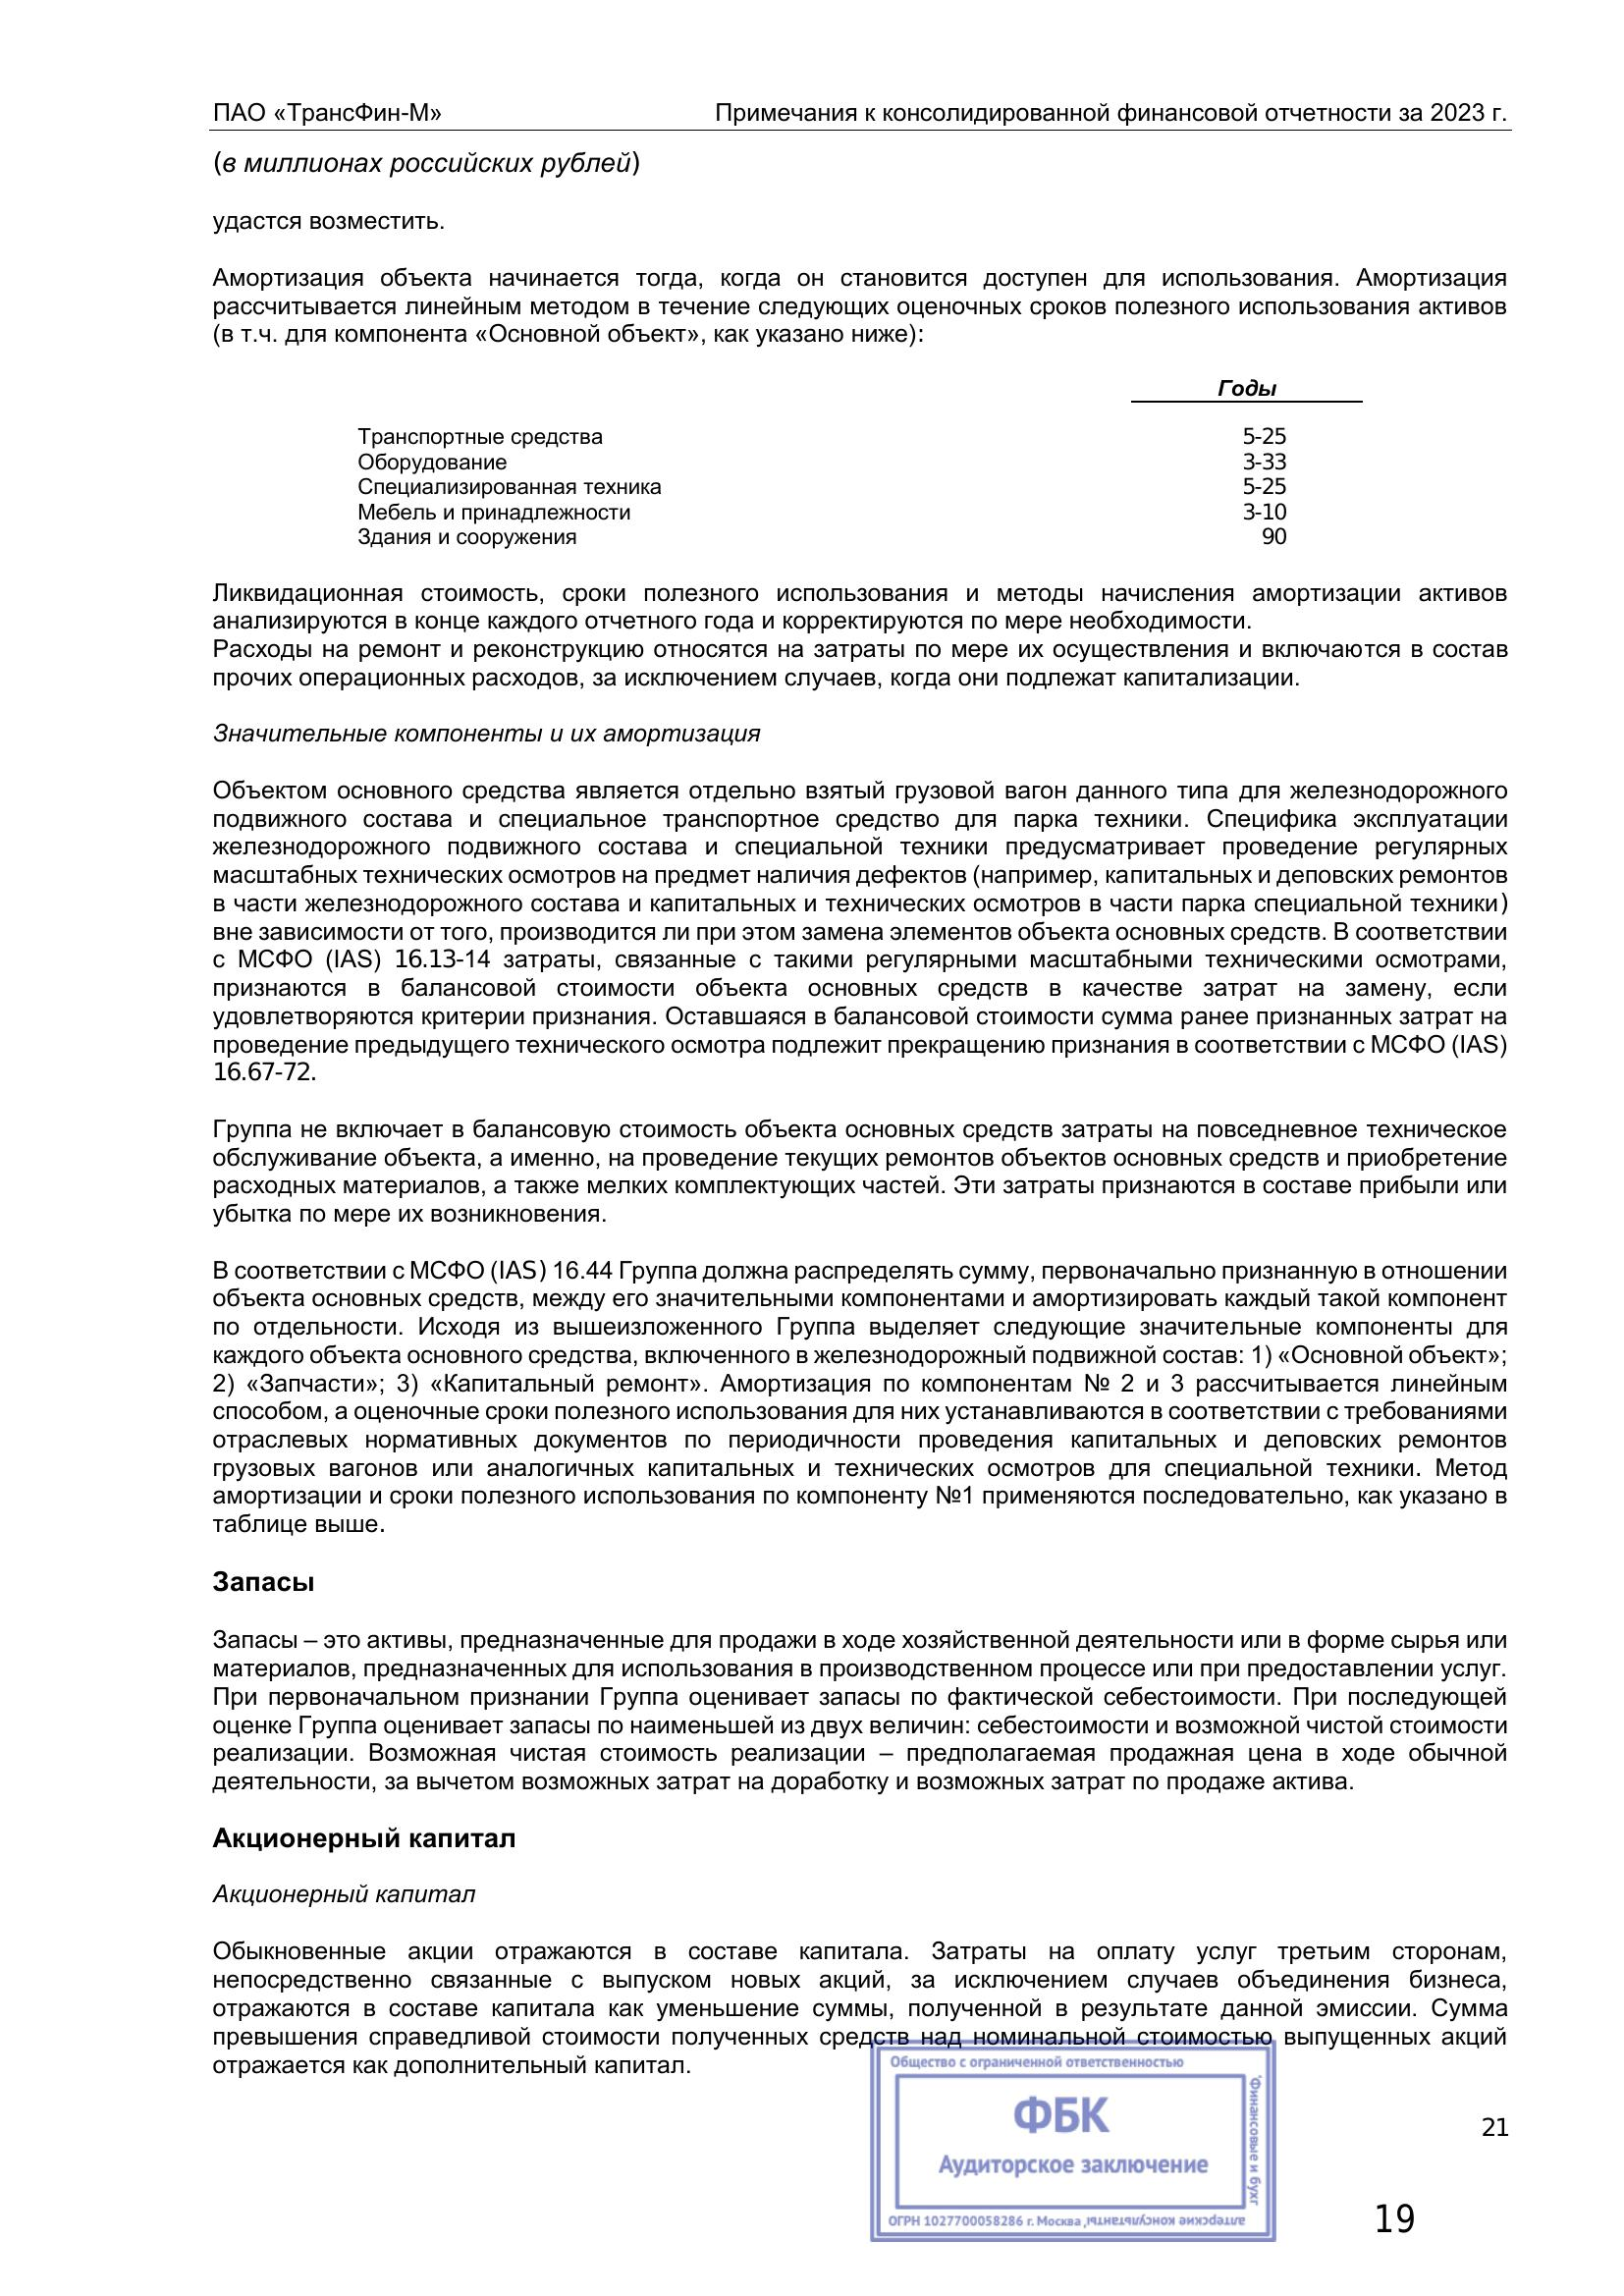 ПАО «ТрансФин-М» Примечания к консолидированной финансовой отчетности за 2023 г.
(в миллионах российских рублей)
удастся возместить.
Амортизация объекта начинается тогда, когда он становится доступен для использования. Амортизация
рассчитывается линейным методом в течение следующих оценочных сроков полезного использования активов
(в т.ч. для компонента «Основной объект», как указано ниже):
Годы
Транспортные средства 5-25
Оборудование 3-33
Специализированная техника 5-25
Мебель и принадлежности 3-10
Здания и сооружения 90
Ликвидационная стоимость, сроки полезного использования и методы начисления амортизации активов
анализируются в конце каждого отчетного года и корректируются по мере необходимости.
Расходы на ремонт и реконструкцию относятся на затраты по мере их осуществления и включаются в состав
прочих операционных расходов, за исключением случаев, когда они подлежат капитализации.
Значительные компоненты и их амортизация
Объектом основного средства является отдельно взятый грузовой вагон данного типа для железнодорожного
подвижного состава и специальное транспортное средство для парка техники. Специфика эксплуатации
железнодорожного подвижного состава и специальной техники предусматривает проведение регулярных
масштабных технических осмотров на предмет наличия дефектов (например, капитальных и деповских ремонтов
в части железнодорожного состава и капитальных и технических осмотров в части парка специальной техники)
вне зависимости от того, производится ли при этом замена элементов объекта основных средств. В соответствии
с МСФО (IAS) 16.13-14 затраты, связанные с такими регулярными масштабными техническими осмотрами,
признаются в балансовой стоимости объекта основных средств в качестве затрат на замену, если
удовлетворяются критерии признания. Оставшаяся в балансовой стоимости сумма ранее признанных затрат на
проведение предыдущего технического осмотра подлежит прекращению признания в соответствии с МСФО (IAS)
16.67-72.
Группа не включает в балансовую стоимость объекта основных средств затраты на повседневное техническое
обслуживание объекта, а именно, на проведение текущих ремонтов объектов основных средств и приобретение
расходных материалов, а также мелких комплектующих частей. Эти затраты признаются в составе прибыли или
убытка по мере их возникновения.
В соответствии с МСФО (IAS) 16.44 Группа должна распределять сумму, первоначально признанную в отношении
объекта основных средств, между его значительными компонентами и амортизировать каждый такой компонент
по отдельности. Исходя из вышеизложенного Группа выделяет следующие значительные компоненты для
каждого объекта основного средства, включенного в железнодорожный подвижной состав: 1) «Основной объект»;
2) «Запчасти»; 3) «Капитальный ремонт». Амортизация по компонентам № 2 и 3 рассчитывается линейным
способом, а оценочные сроки полезного использования для них устанавливаются в соответствии с требованиями
отраслевых нормативных документов по периодичности проведения капитальных и деповских ремонтов
грузовых вагонов или аналогичных капитальных и технических осмотров для специальной техники. Метод
амортизации и сроки полезного использования по компоненту №1 применяются последовательно, как указано в
таблице выше.
Запасы
Запасы – это активы, предназначенные для продажи в ходе хозяйственной деятельности или в форме сырья или
материалов, предназначенных для использования в производственном процессе или при предоставлении услуг.
При первоначальном признании Группа оценивает запасы по фактической себестоимости. При последующей
оценке Группа оценивает запасы по наименьшей из двух величин: себестоимости и возможной чистой стоимости
реализации. Возможная чистая стоимость реализации – предполагаемая продажная цена в ходе обычной
деятельности, за вычетом возможных затрат на доработку и возможных затрат по продаже актива.
Акционерный капитал
Акционерный капитал
Обыкновенные акции отражаются в составе капитала. Затраты на оплату услуг третьим сторонам,
непосредственно связанные с выпуском новых акций, за исключением случаев объединения бизнеса,
отражаются в составе капитала как уменьшение суммы, полученной в результате данной эмиссии. Сумма
превышения справедливой стоимости полученных средств над номинальной стоимостью выпущенных акций
отражается как дополнительный капитал.
Общество с ограниченной ответственностью
"Финансовые и бухг
ФБК
Аудиторское заключение
алтерские консультанты"
ОГРН 1027700058286 г. Москва
21
19